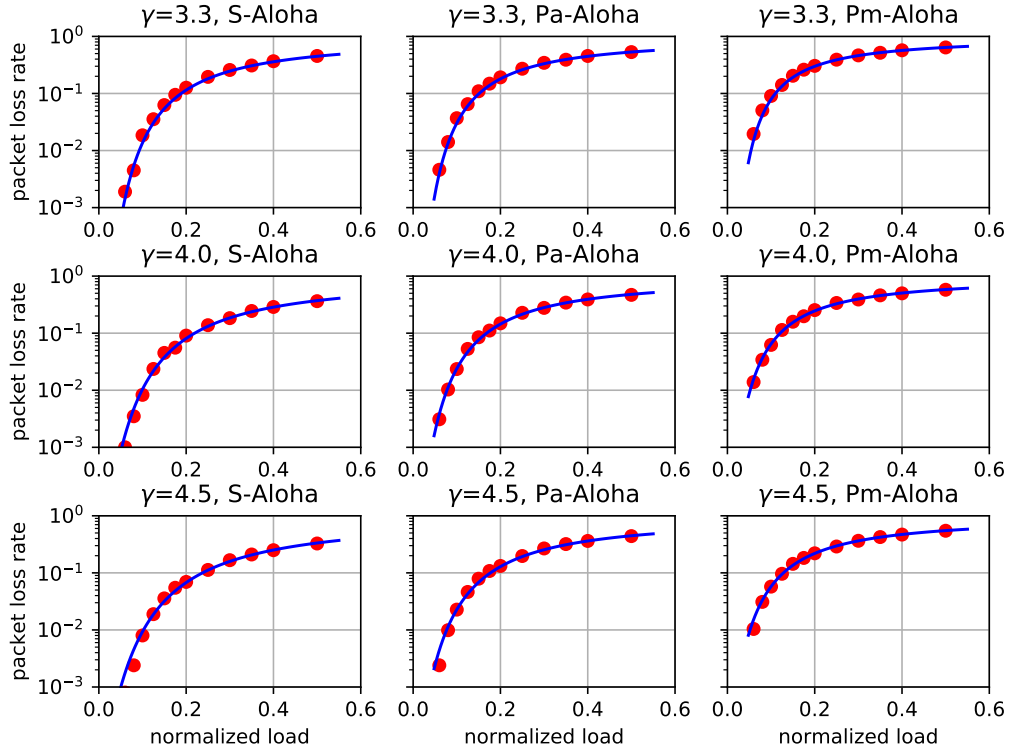 γ=3.3, S-Aloha
γ=3.3, Pa-Aloha
γ=3.3, Pm-Aloha
packet loss rate
10^0
10^-1
10^-2
10^-3
0.0 0.2 0.4 0.6
0.0 0.2 0.4 0.6
0.0 0.2 0.4 0.6
γ=4.0, S-Aloha
γ=4.0, Pa-Aloha
γ=4.0, Pm-Aloha
packet loss rate
10^0
10^-1
10^-2
10^-3
0.0 0.2 0.4 0.6
0.0 0.2 0.4 0.6
0.0 0.2 0.4 0.6
γ=4.5, S-Aloha
γ=4.5, Pa-Aloha
γ=4.5, Pm-Aloha
packet loss rate
10^0
10^-1
10^-2
10^-3
0.0 0.2 0.4 0.6
0.0 0.2 0.4 0.6
0.0 0.2 0.4 0.6
normalized load
normalized load
normalized load